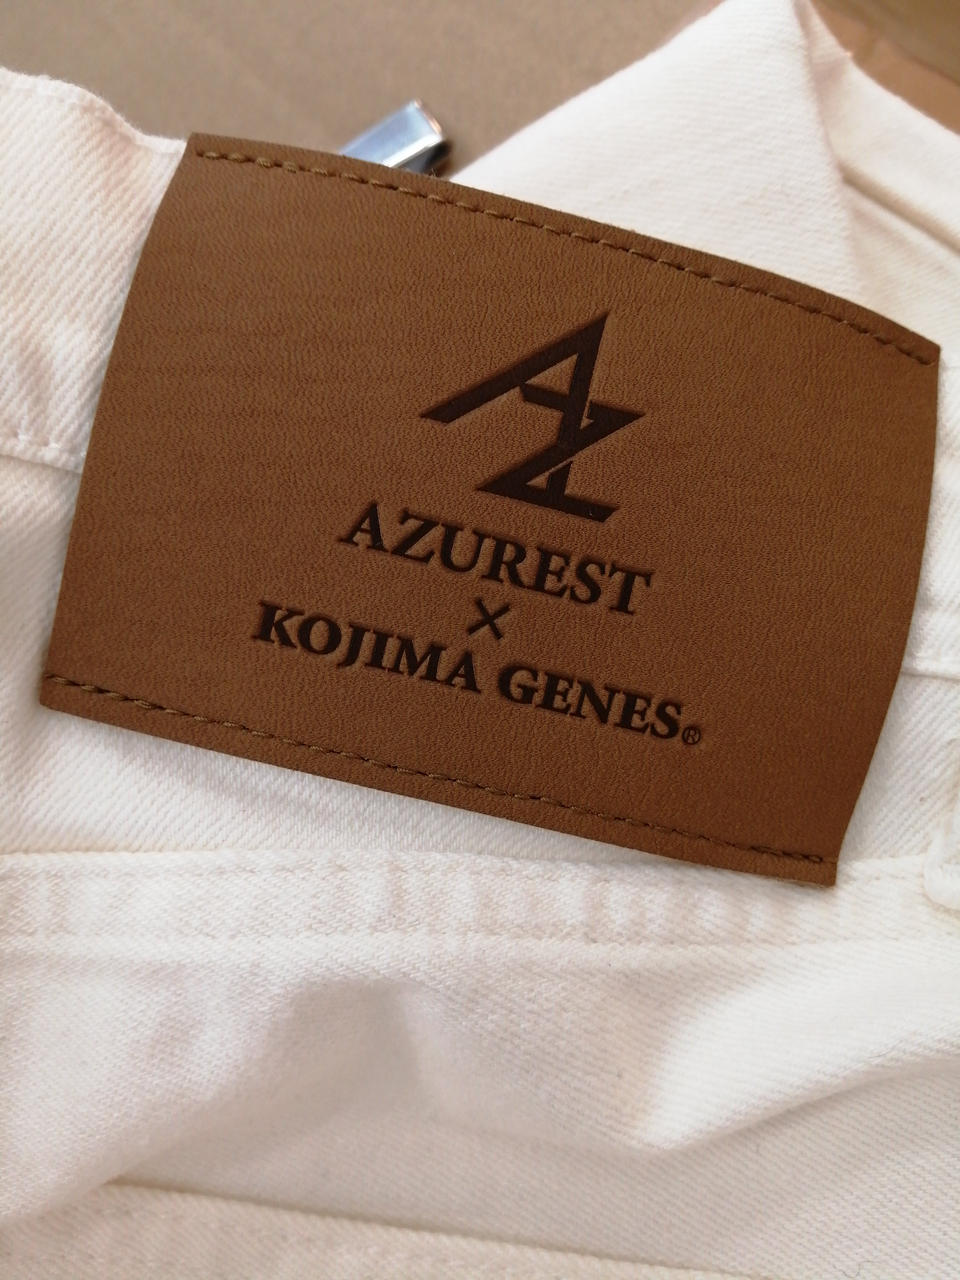 AZ
AZUREST
×
KOJIMA GENES®